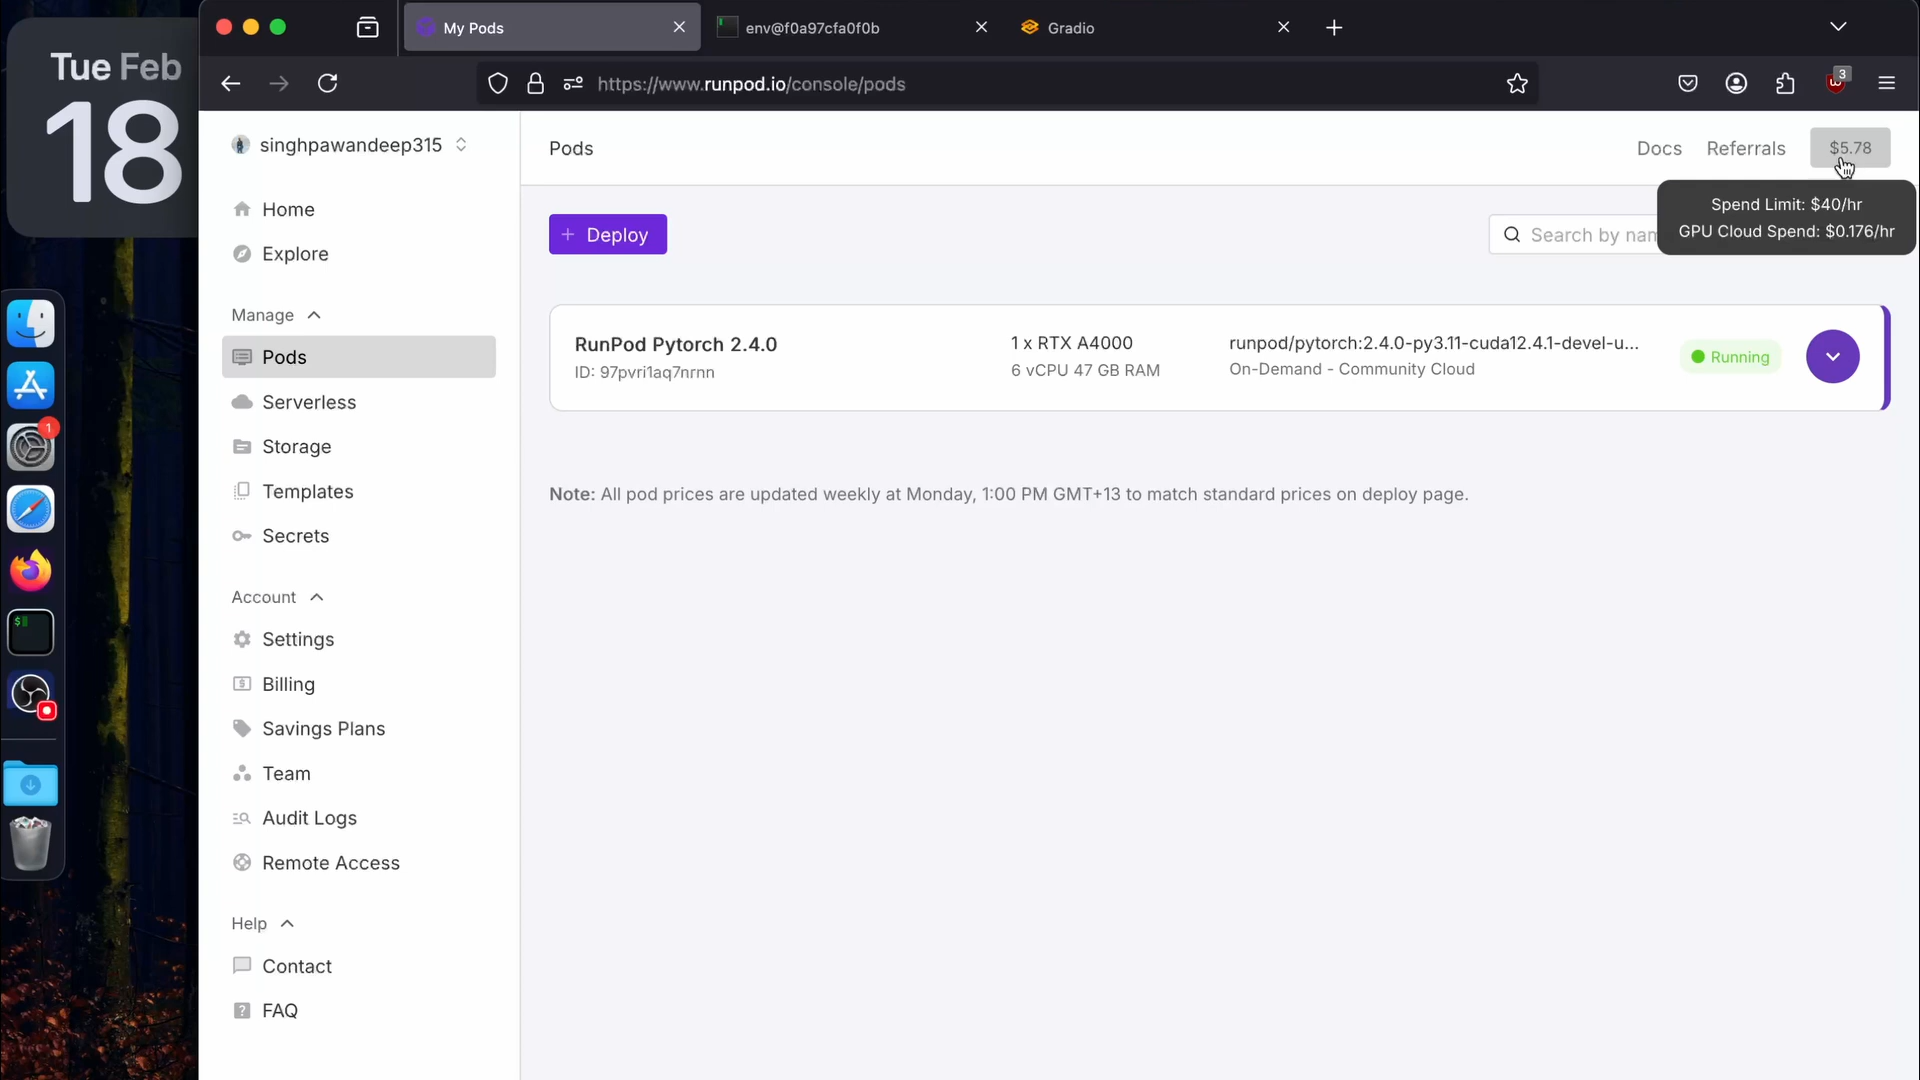 Tue Feb
18
1
$
My Pods
env@f0a97cfa0f0b
Gradio
https://www.runpod.io/console/pods
3
singhpawandeep315
Home
Explore
Manage
Pods
Serverless
Storage
Templates
Secrets
Account
Settings
Billing
Savings Plans
Team
Audit Logs
Remote Access
Help
Contact
FAQ
Pods
Docs
Referrals
$5.78
Spend Limit: $40/hr
GPU Cloud Spend: $0.176/hr
+ Deploy
Search by nam
RunPod Pytorch 2.4.0
ID: 97pvri1aq7nrnn
1 x RTX A4000
6 vCPU 47 GB RAM
runpod/pytorch:2.4.0-py3.11-cuda12.4.1-devel-u...
On-Demand - Community Cloud
Running
Note: All pod prices are updated weekly at Monday, 1:00 PM GMT+13 to match standard prices on deploy page.